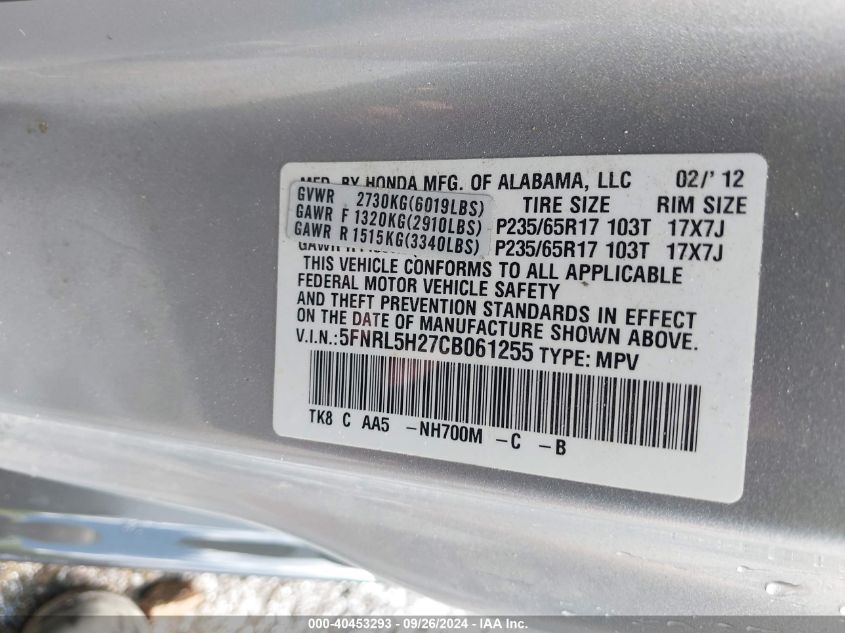 MFD. BY HONDA MFG. OF ALABAMA, LLC 02/' 12
GVWR 2730KG(6019LBS) TIRE SIZE RIM SIZE
GAWR F 1320KG(2910LBS) P235/65R17 103T 17X7J
GAWR R 1515KG(3340LBS) P235/65R17 103T 17X7J
THIS VEHICLE CONFORMS TO ALL APPLICABLE
FEDERAL MOTOR VEHICLE SAFETY
AND THEFT PREVENTION STANDARDS IN EFFECT
ON THE DATE OF MANUFACTURE SHOWN ABOVE.
V.I.N.:5FNRL5H27CB061255 TYPE: MPV
TK8 C AA5 -NH700M -C -B
000-40453293 - 09/26/2024 - IAA Inc.